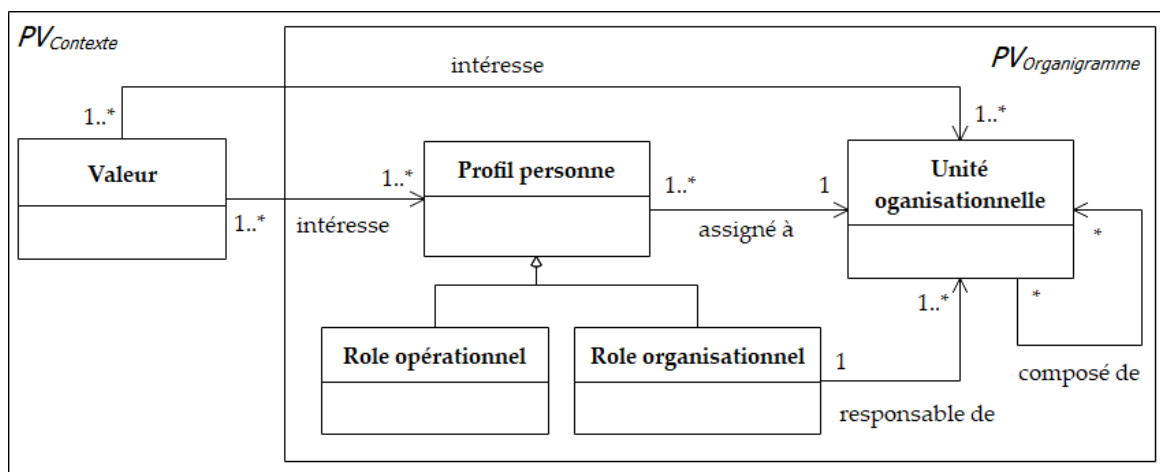 PVContexte
PVOrganigramme
intéresse
1..*
1..*
Valeur
Profil personne
Unité
oganisationnelle
1..*
1..*
intéresse
1..*
1
assigné à
*
*
composé de
1..*
Role opérationnel
Role organisationnel
1
responsable de